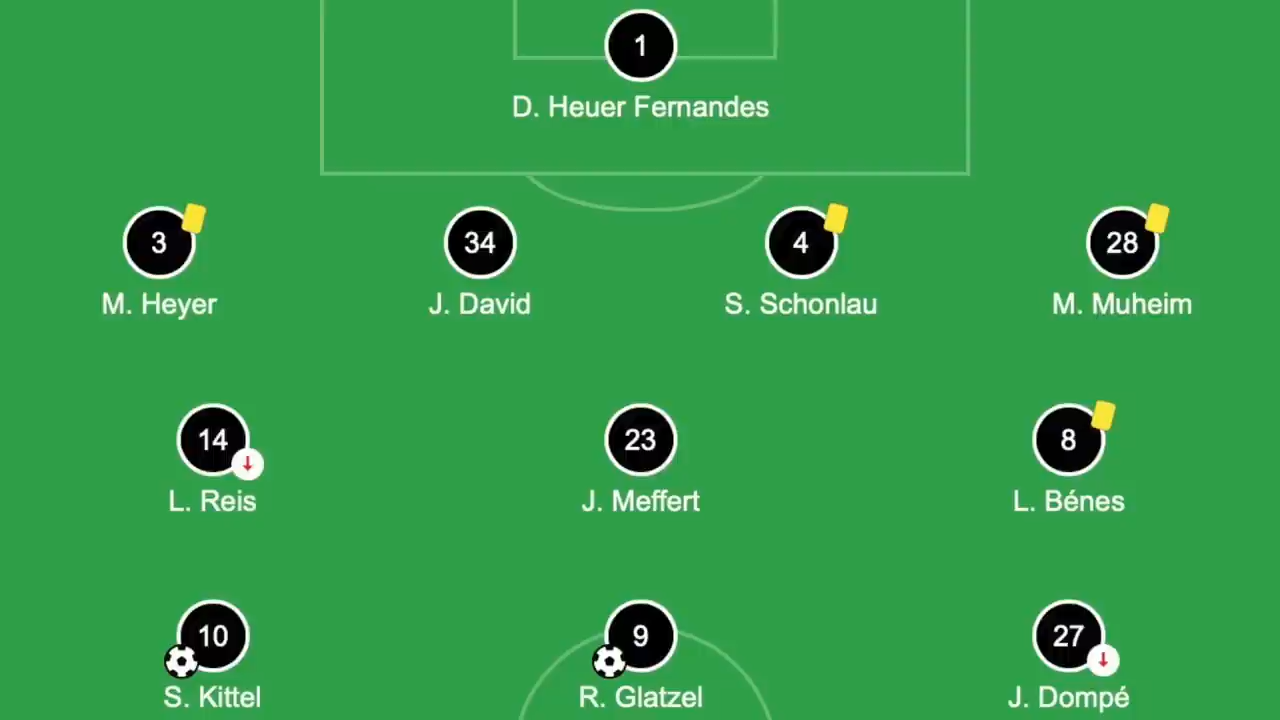 1
D. Heuer Fernandes
3 34 4 28
M. Heyer J. David S. Schonlau M. Muheim
14 23 8
L. Reis J. Meffert L. Bénes
10 9 27
S. Kittel R. Glatzel J. Dompé